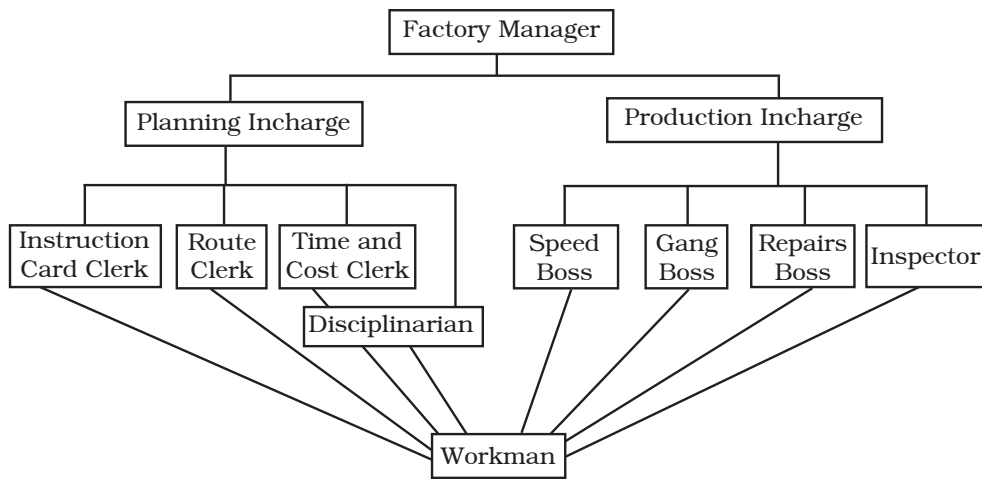 Factory Manager
Planning Incharge
Production Incharge
Instruction
Card Clerk
Route
Clerk
Time and
Cost Clerk
Disciplinarian
Speed
Boss
Gang
Boss
Repairs
Boss
Inspector
Workman